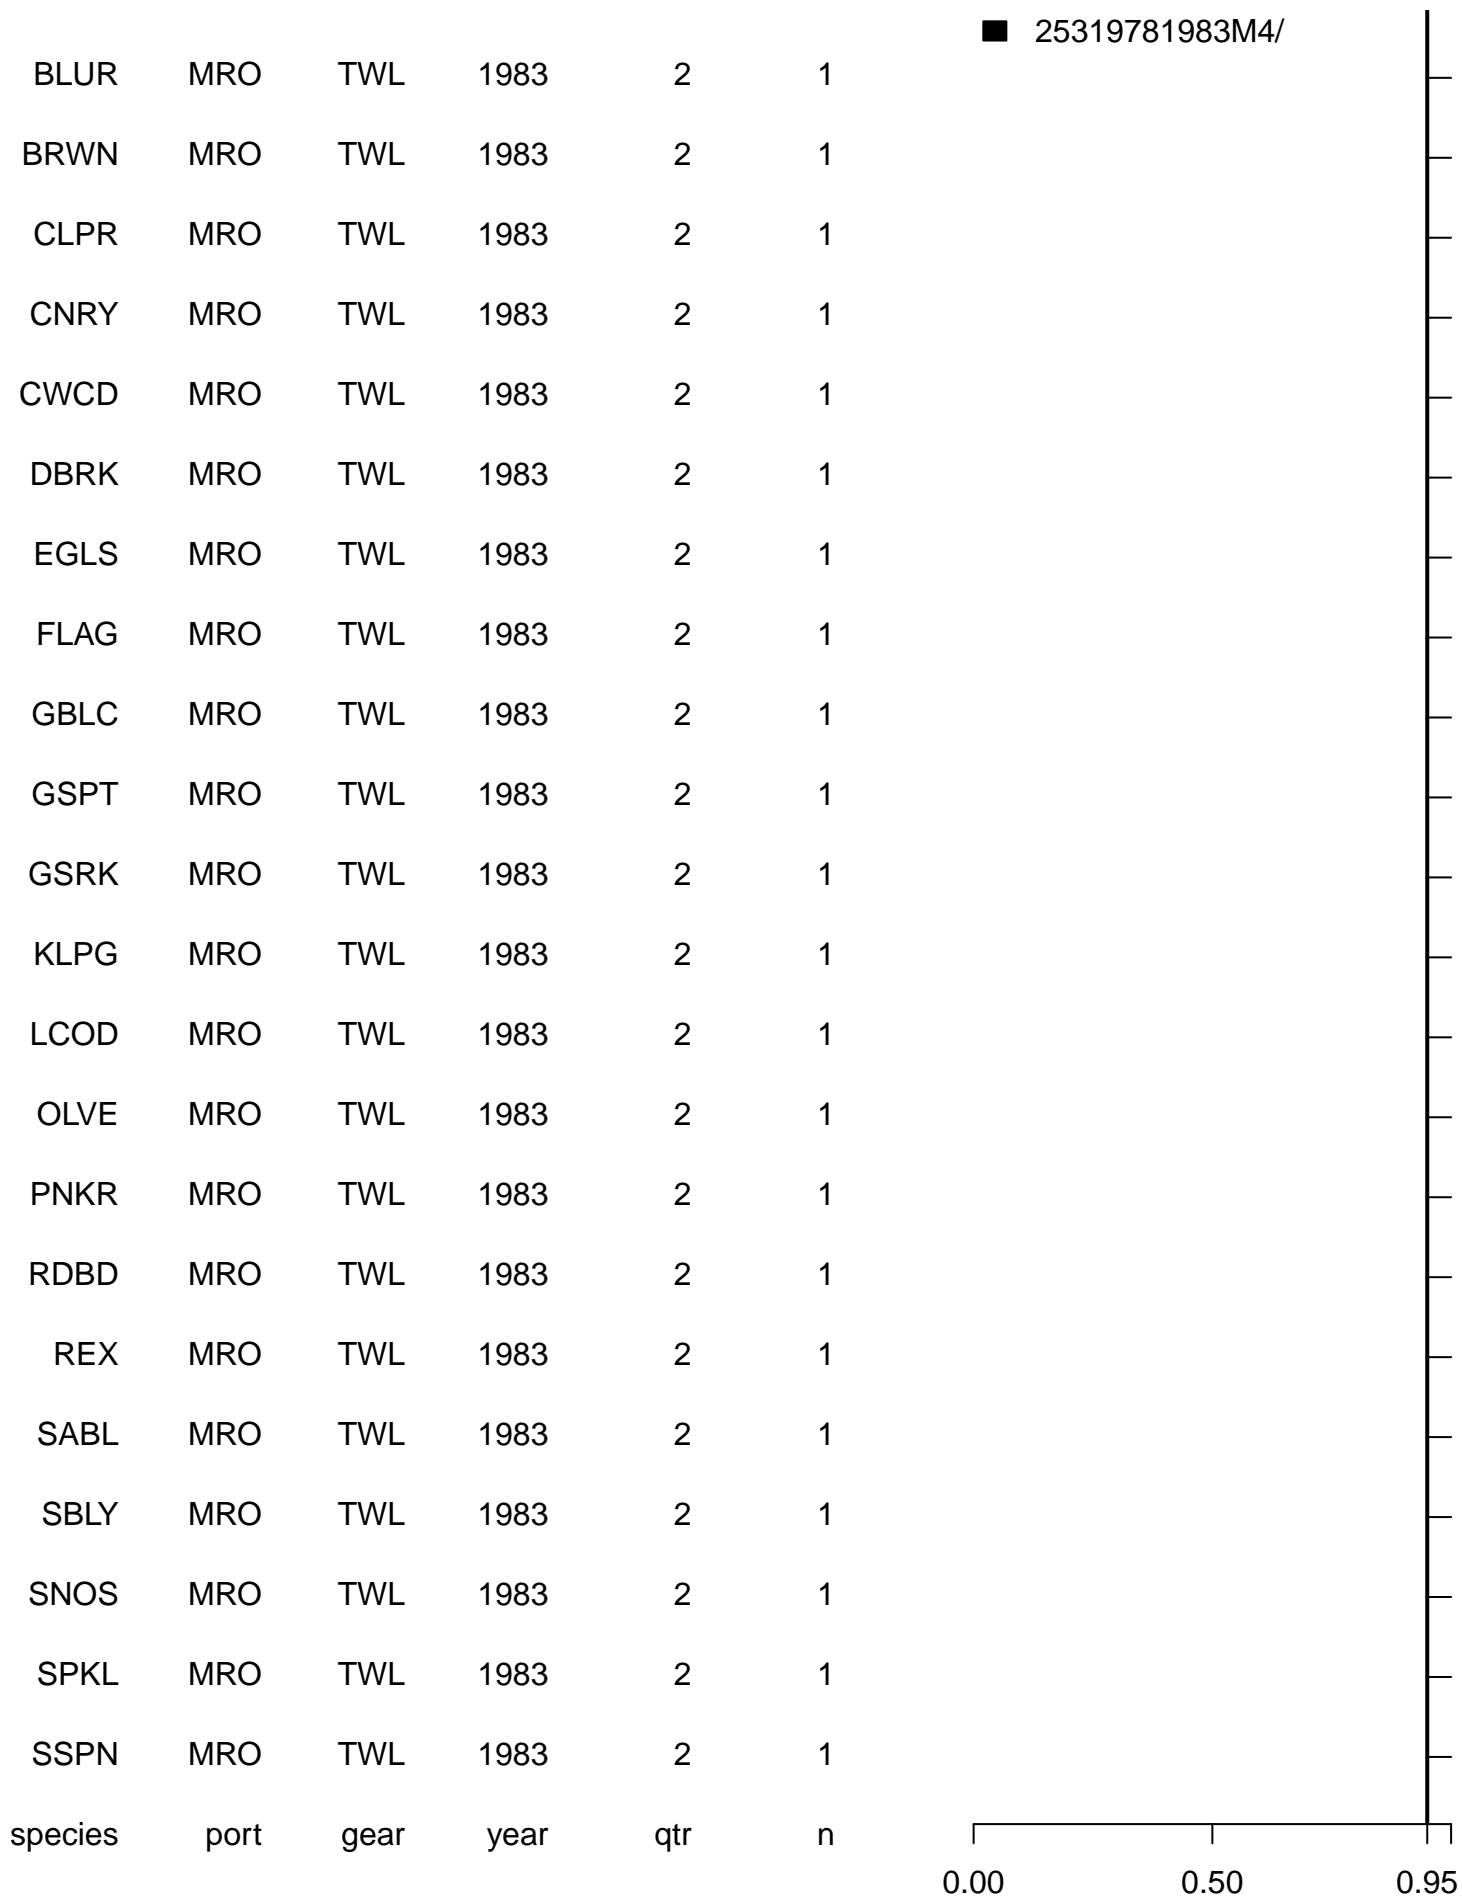 25319781983M4/
BLUR MRO TWL 1983 2 1
BRWN MRO TWL 1983 2 1
CLPR MRO TWL 1983 2 1
CNRY MRO TWL 1983 2 1
CWCD MRO TWL 1983 2 1
DBRK MRO TWL 1983 2 1
EGLS MRO TWL 1983 2 1
FLAG MRO TWL 1983 2 1
GBLC MRO TWL 1983 2 1
GSPT MRO TWL 1983 2 1
GSRK MRO TWL 1983 2 1
KLPG MRO TWL 1983 2 1
LCOD MRO TWL 1983 2 1
OLVE MRO TWL 1983 2 1
PNKR MRO TWL 1983 2 1
RDBD MRO TWL 1983 2 1
REX MRO TWL 1983 2 1
SABL MRO TWL 1983 2 1
SBLY MRO TWL 1983 2 1
SNOS MRO TWL 1983 2 1
SPKL MRO TWL 1983 2 1
SSPN MRO TWL 1983 2 1
species port gear year qtr n
0.00 0.50 0.95